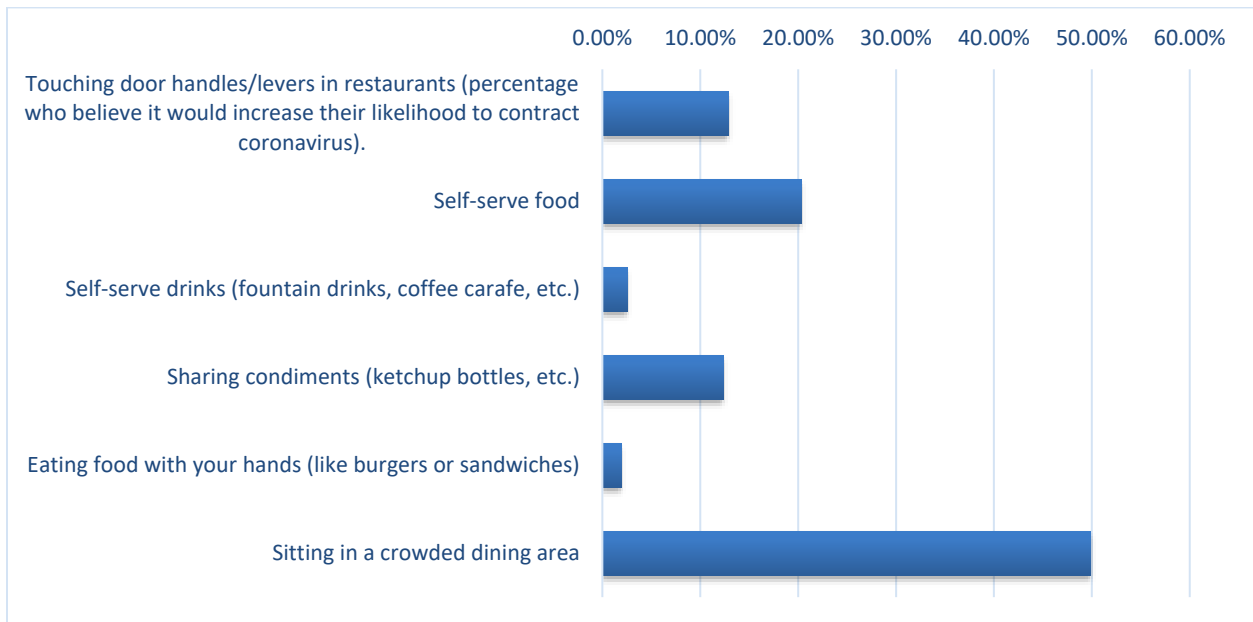 0.00% 10.00% 20.00% 30.00% 40.00% 50.00% 60.00%
Touching door handles/levers in restaurants (percentage
who believe it would increase their likelihood to contract
coronavirus).
Self-serve food
Self-serve drinks (fountain drinks, coffee carafe, etc.)
Sharing condiments (ketchup bottles, etc.)
Eating food with your hands (like burgers or sandwiches)
Sitting in a crowded dining area